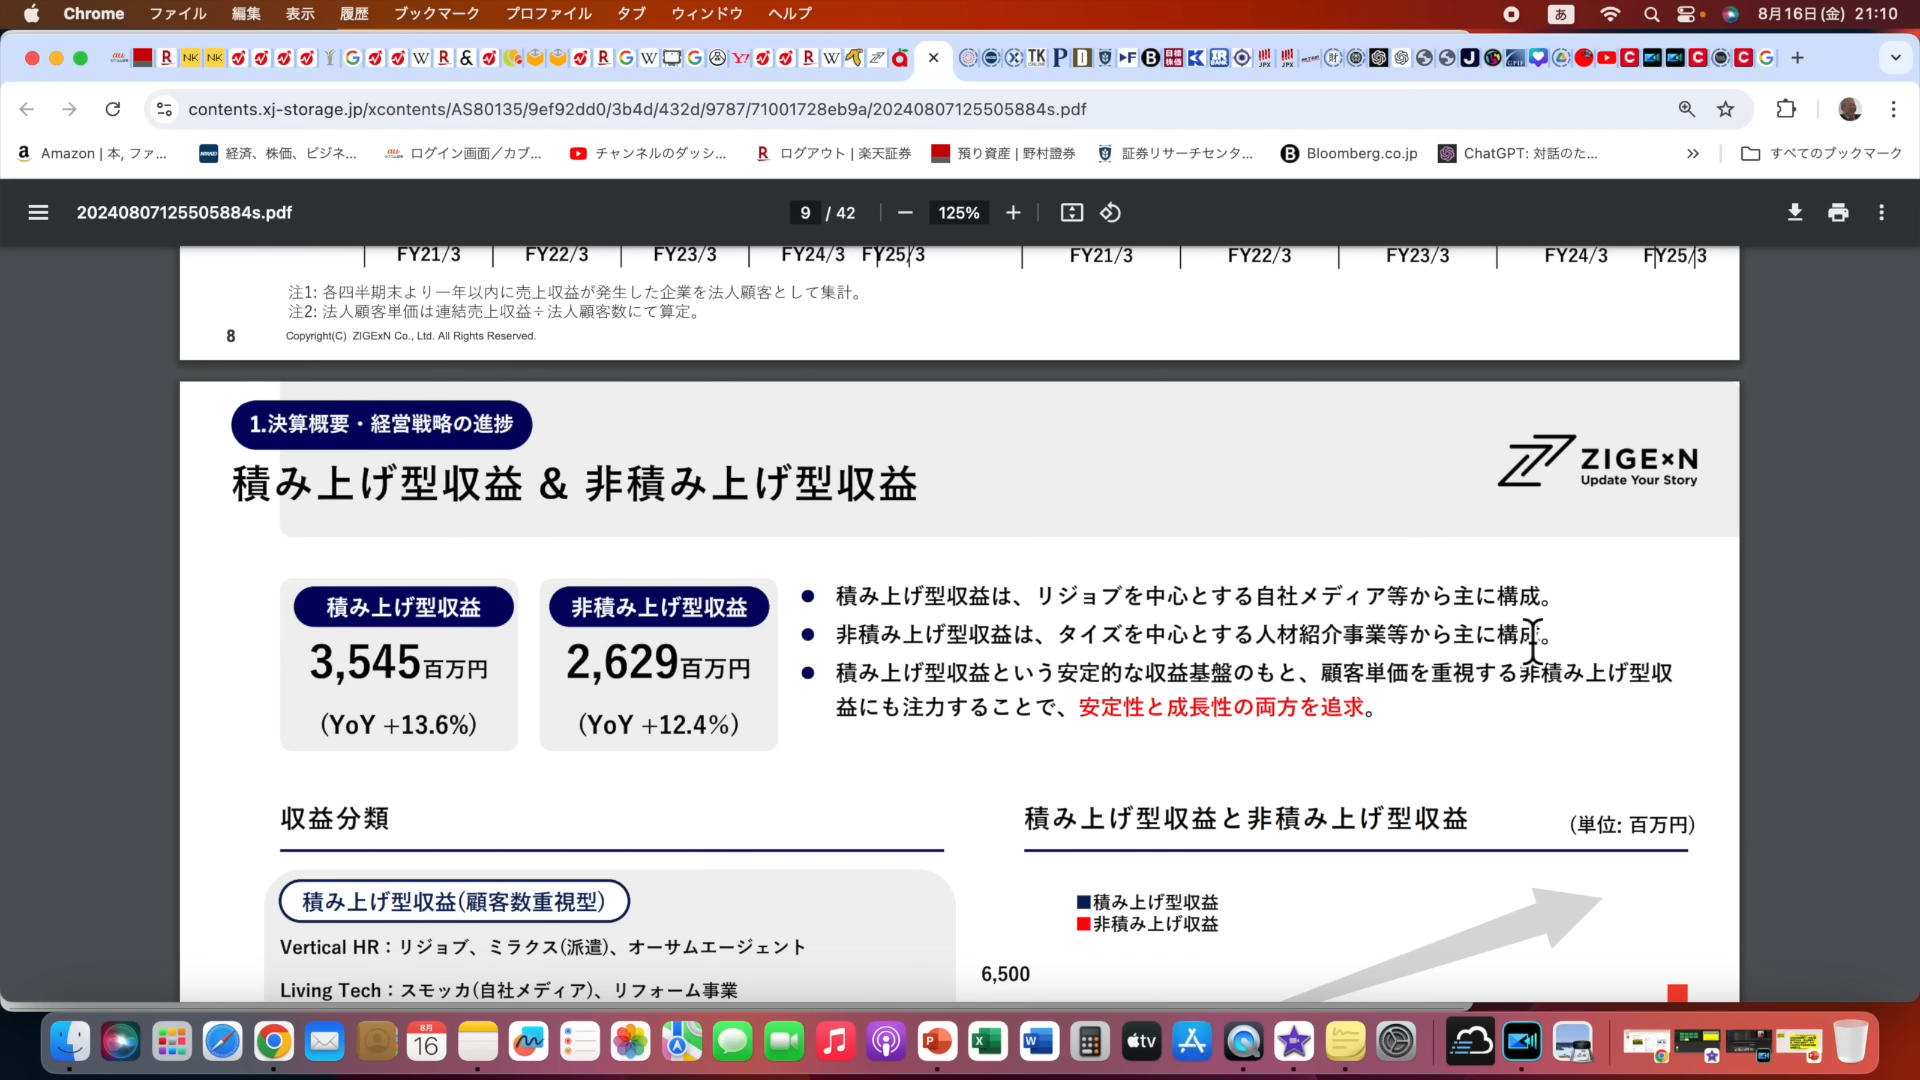 Chrome ファイル 編集 表示 履歴 ブックマーク プロファイル タブ ウィンドウ ヘルプ
あ 8月16日(金) 21:10
contents.xj-storage.jp/xcontents/AS80135/9ef92dd0/3b4d/432d/9787/71001728eb9a/20240807125505884s.pdf
Amazon | 本, ファ... 経済、株価、ビジネ... ログイン画面／カブ... チャンネルのダッシ... ログアウト | 楽天証券 預り資産 | 野村證券 証券リサーチセンタ... Bloomberg.co.jp ChatGPT: 対話のた... » すべてのブックマーク
20240807125505884s.pdf 9 / 42 125%
FY21/3 FY22/3 FY23/3 FY24/3 FY25/3 FY21/3 FY22/3 FY23/3 FY24/3 FY25/3
注1: 各四半期末より一年以内に売上収益が発生した企業を法人顧客として集計。
注2: 法人顧客単価は連結売上収益÷法人顧客数にて算定。
8 Copyright(C) ZIGExN Co., Ltd. All Rights Reserved.
1.決算概要・経営戦略の進捗
積み上げ型収益 & 非積み上げ型収益
ZIGE×N
Update Your Story
積み上げ型収益
3,545百万円
(YoY +13.6%)
非積み上げ型収益
2,629百万円
(YoY +12.4%)
● 積み上げ型収益は、リジョブを中心とする自社メディア等から主に構成。
● 非積み上げ型収益は、タイズを中心とする人材紹介事業等から主に構成。
● 積み上げ型収益という安定的な収益基盤のもと、顧客単価を重視する非積み上げ型収
益にも注力することで、安定性と成長性の両方を追求。
収益分類
積み上げ型収益(顧客数重視型)
Vertical HR：リジョブ、ミラクス(派遣)、オーサムエージェント
Living Tech：スモッカ(自社メディア)、リフォーム事業
積み上げ型収益と非積み上げ型収益 (単位: 百万円)
■積み上げ型収益
■非積み上げ収益
6,500
8月
16
tv